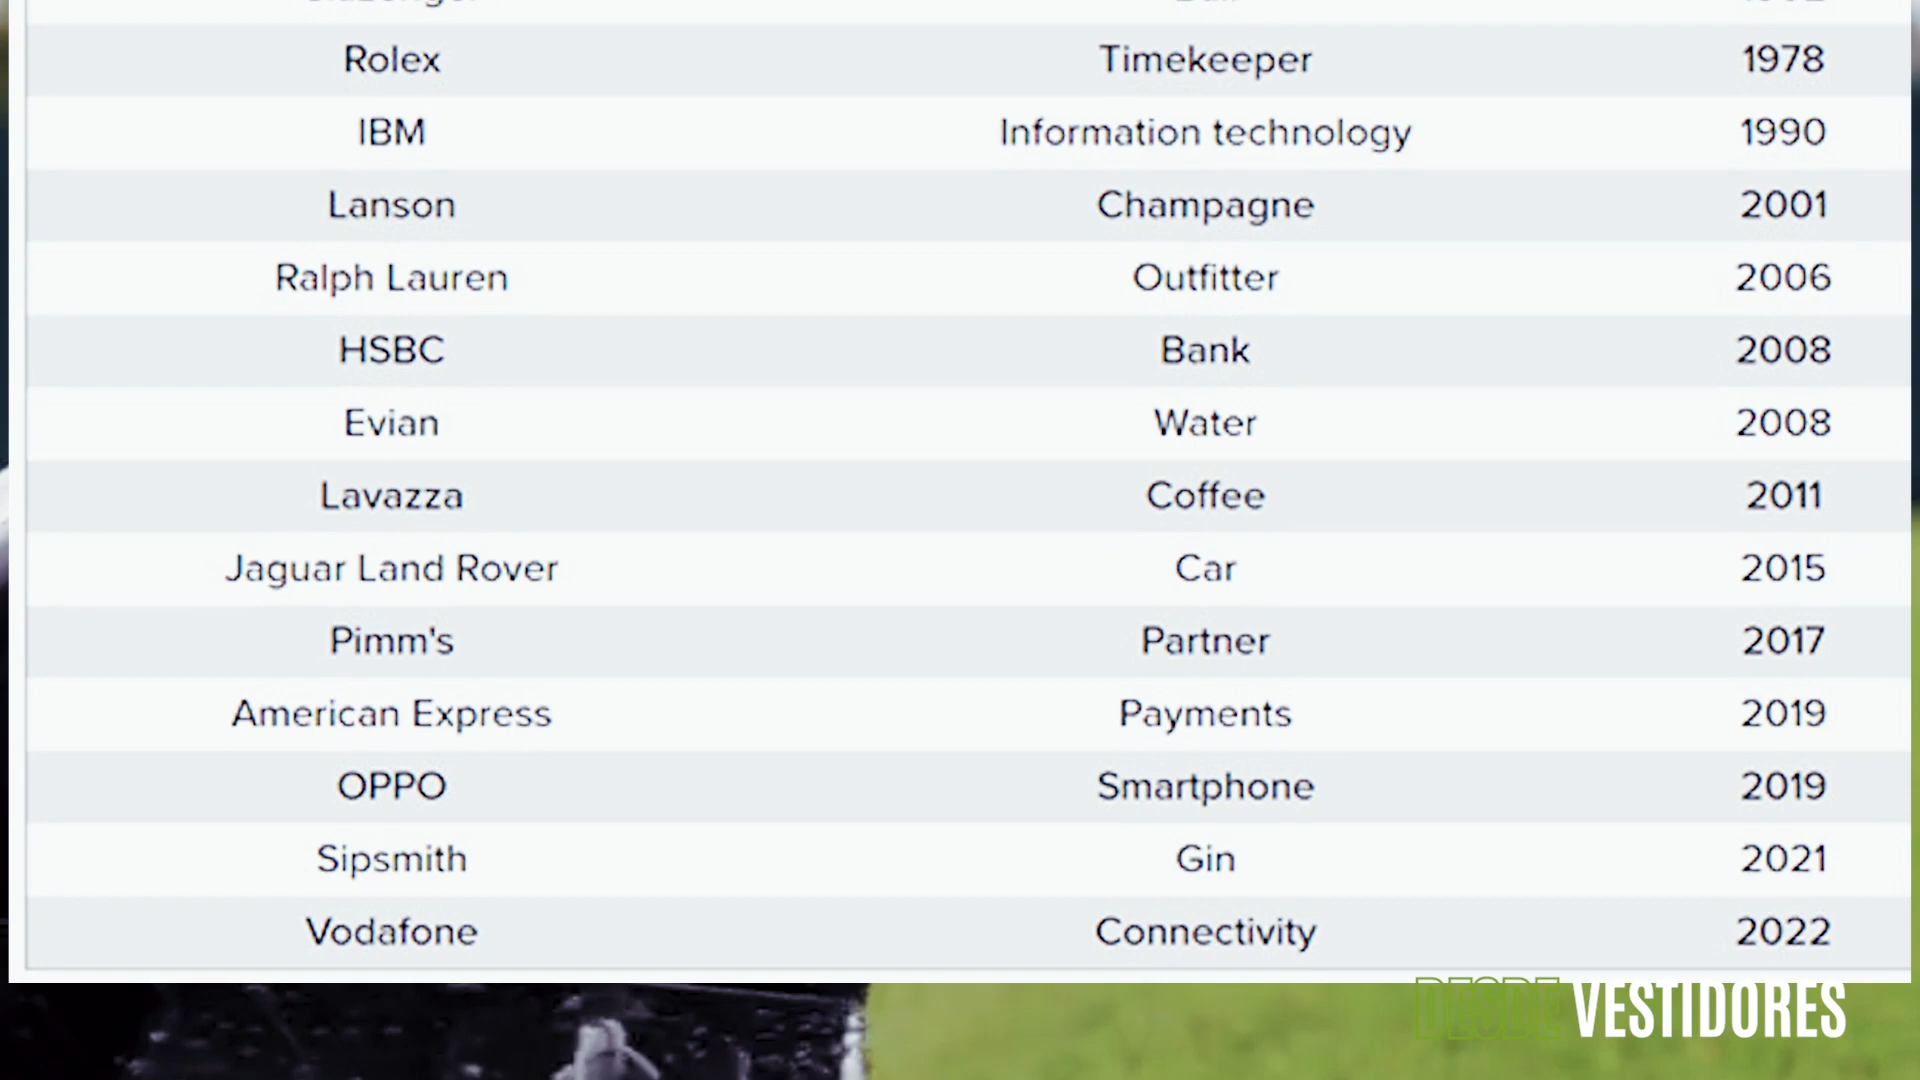 Rolex Timekeeper 1978
IBM Information technology 1990
Lanson Champagne 2001
Ralph Lauren Outfitter 2006
HSBC Bank 2008
Evian Water 2008
Lavazza Coffee 2011
Jaguar Land Rover Car 2015
Pimm's Partner 2017
American Express Payments 2019
OPPO Smartphone 2019
Sipsmith Gin 2021
Vodafone Connectivity 2022
DESDE VESTIDORES